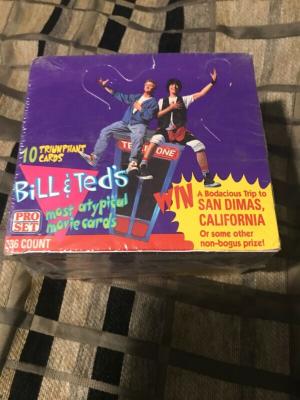 10 TRIUMPHANT
CARDS
TELEPHONE
BiLL & TED's
most atypical
movie cards
PRO
SET
36 COUNT
WIN
A Bodacious Trip to
SAN DIMAS,
CALIFORNIA
Or some other
non-bogus prize!